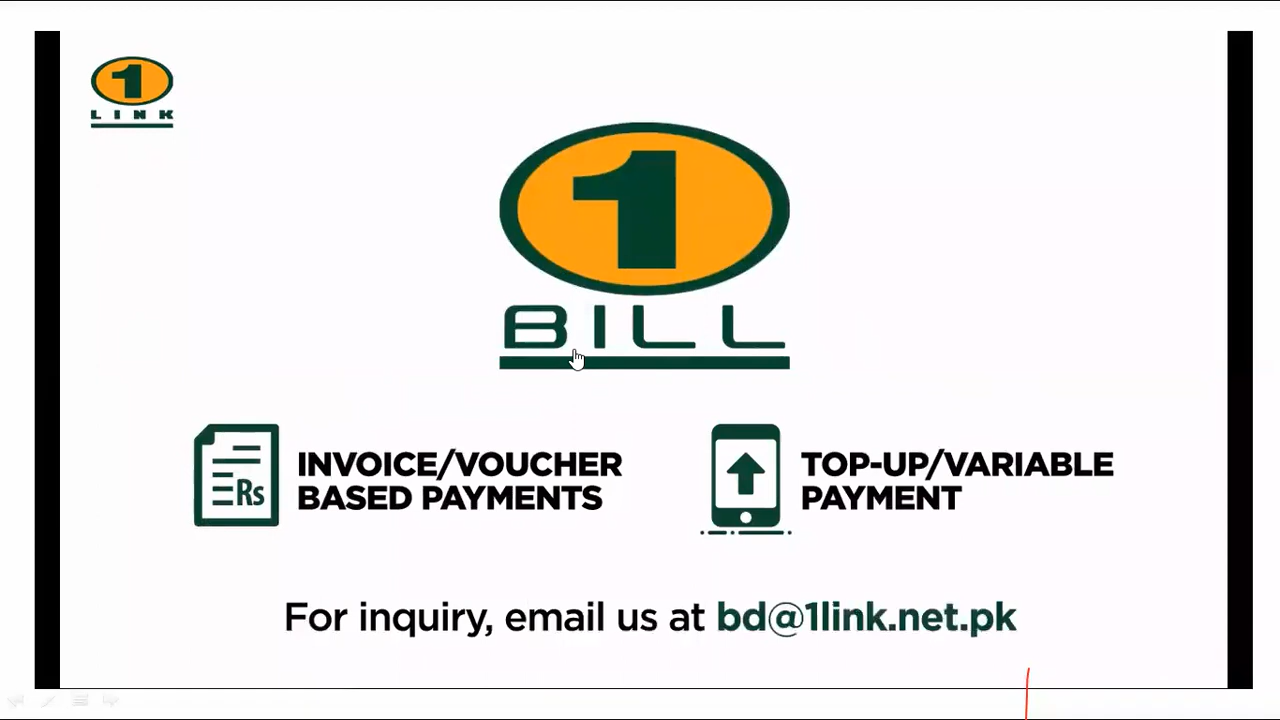 1
LINK
1
BILL
Rs
INVOICE/VOUCHER
BASED PAYMENTS
TOP-UP/VARIABLE
PAYMENT
For inquiry, email us at bd@1link.net.pk